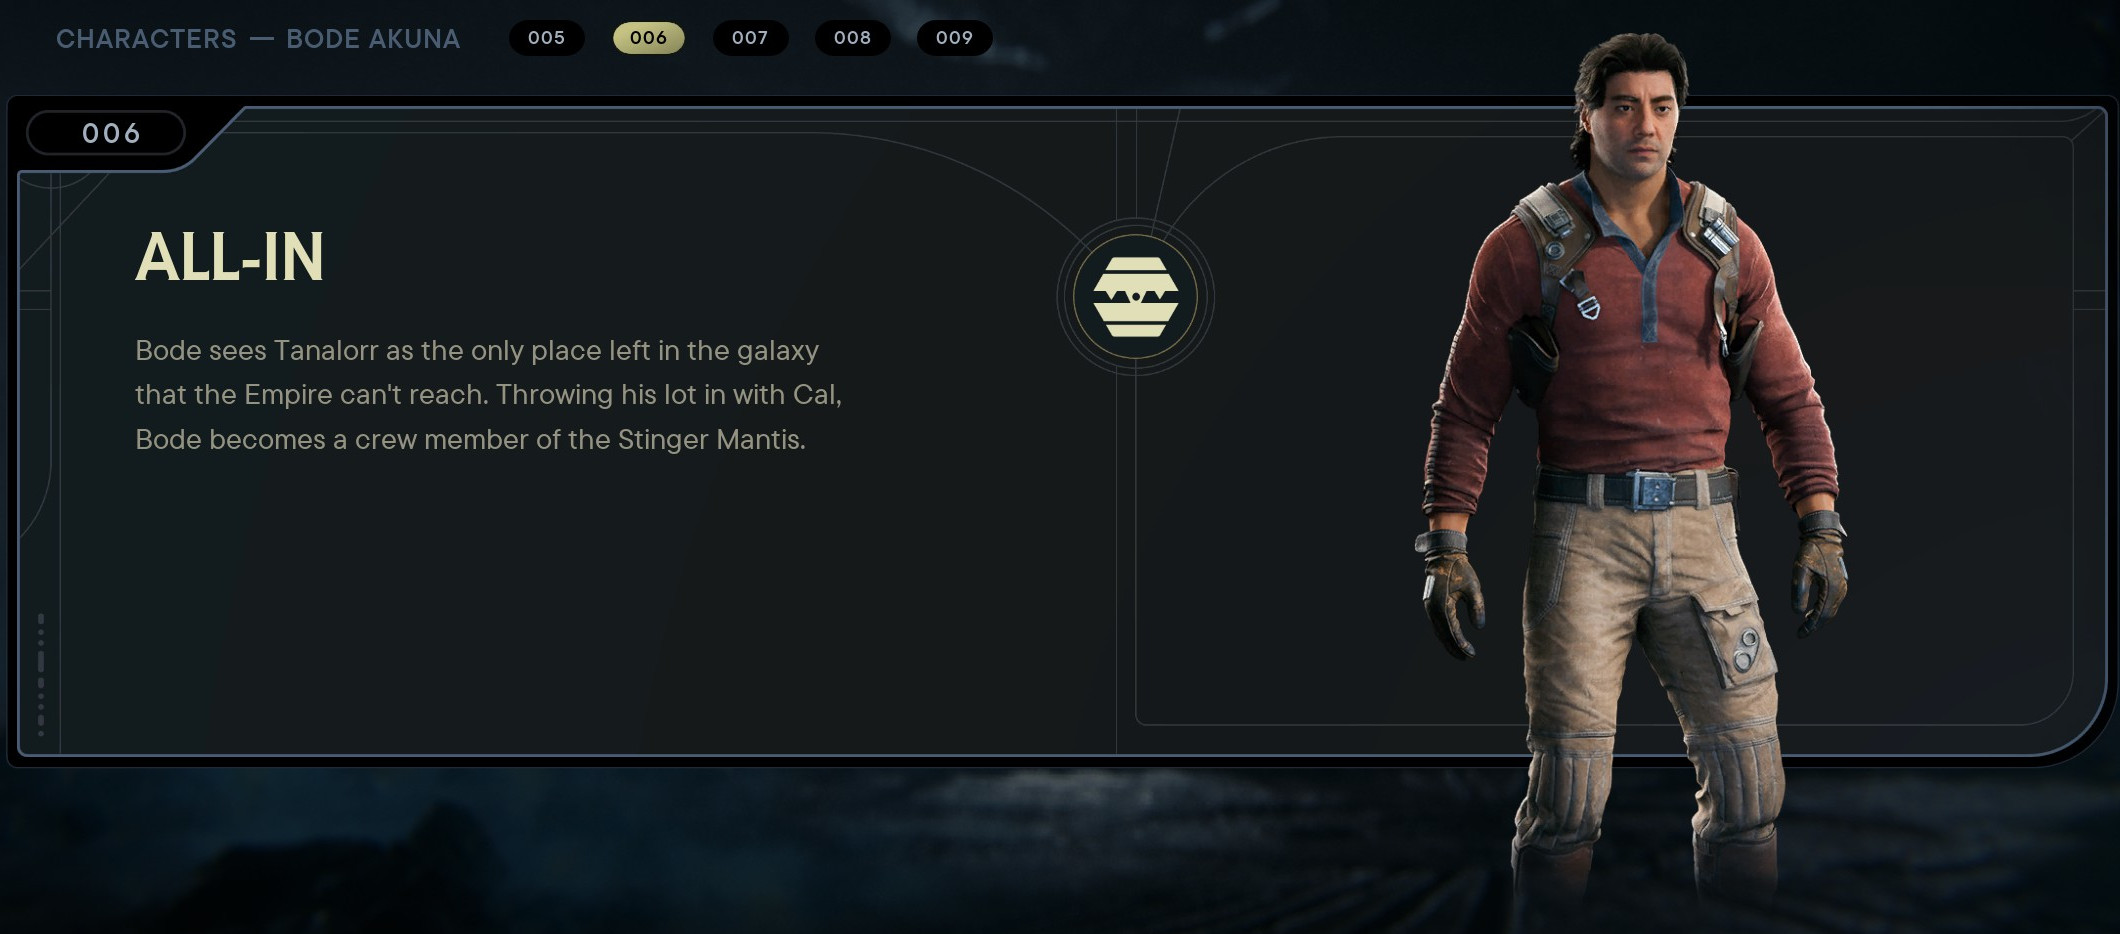 CHARACTERS — BODE AKUNA 005 006 007 008 009
006
ALL-IN
Bode sees Tanalorr as the only place left in the galaxy
that the Empire can't reach. Throwing his lot in with Cal,
Bode becomes a crew member of the Stinger Mantis.